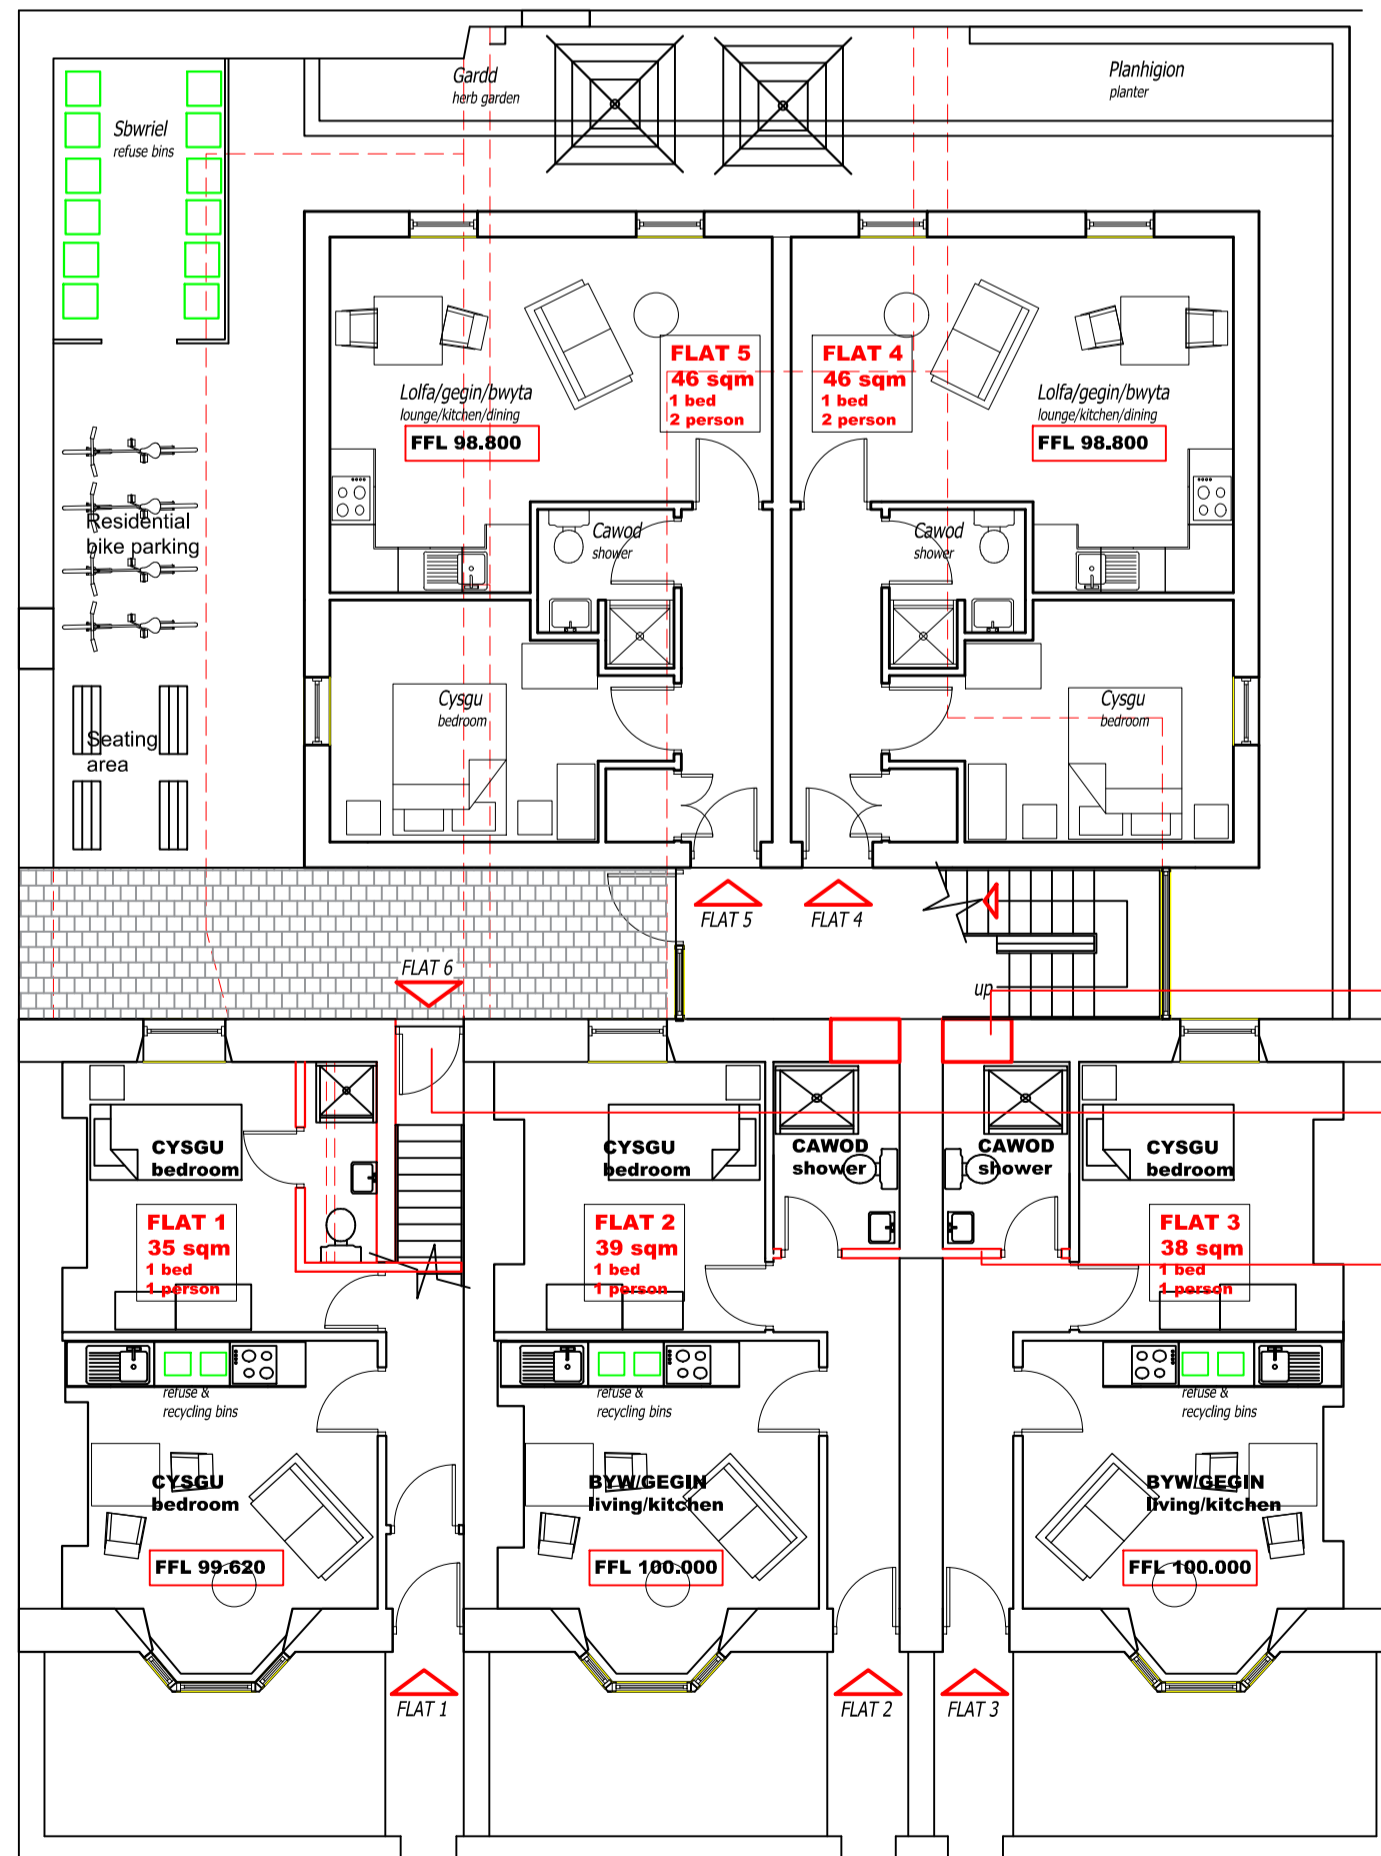 Gardd
herb garden
Planhigion
planter
Sbwriel
refuse bins
FLAT 5
46 sqm
1 bed
2 person
FLAT 4
46 sqm
1 bed
2 person
Lolfa/gegin/bwyta
lounge/kitchen/dining
FFL 98.800
Lolfa/gegin/bwyta
lounge/kitchen/dining
FFL 98.800
Residential
bike parking
Cawod
shower
Cawod
shower
Cysgu
bedroom
Cysgu
bedroom
Seating
area
FLAT 5
FLAT 4
FLAT 6
up
CYSGU
bedroom
CYSGU
bedroom
CAWOD
shower
CAWOD
shower
CYSGU
bedroom
FLAT 1
35 sqm
1 bed
1 person
FLAT 2
39 sqm
1 bed
1 person
FLAT 3
38 sqm
1 bed
1 person
refuse &
recycling bins
refuse &
recycling bins
refuse &
recycling bins
CYSGU
bedroom
BYW/GEGIN
living/kitchen
BYW/GEGIN
living/kitchen
FFL 99.620
FFL 100.000
FFL 100.000
FLAT 1
FLAT 2
FLAT 3